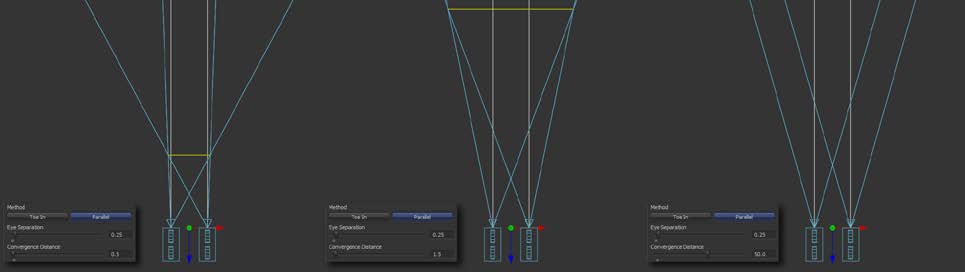 Method
Toe In Parallel
Eye Separation
0.25
Convergence Distance
0.3
Method
Toe In Parallel
Eye Separation
0.25
Convergence Distance
1.5
Method
Toe In Parallel
Eye Separation
0.25
Convergence Distance
50.0